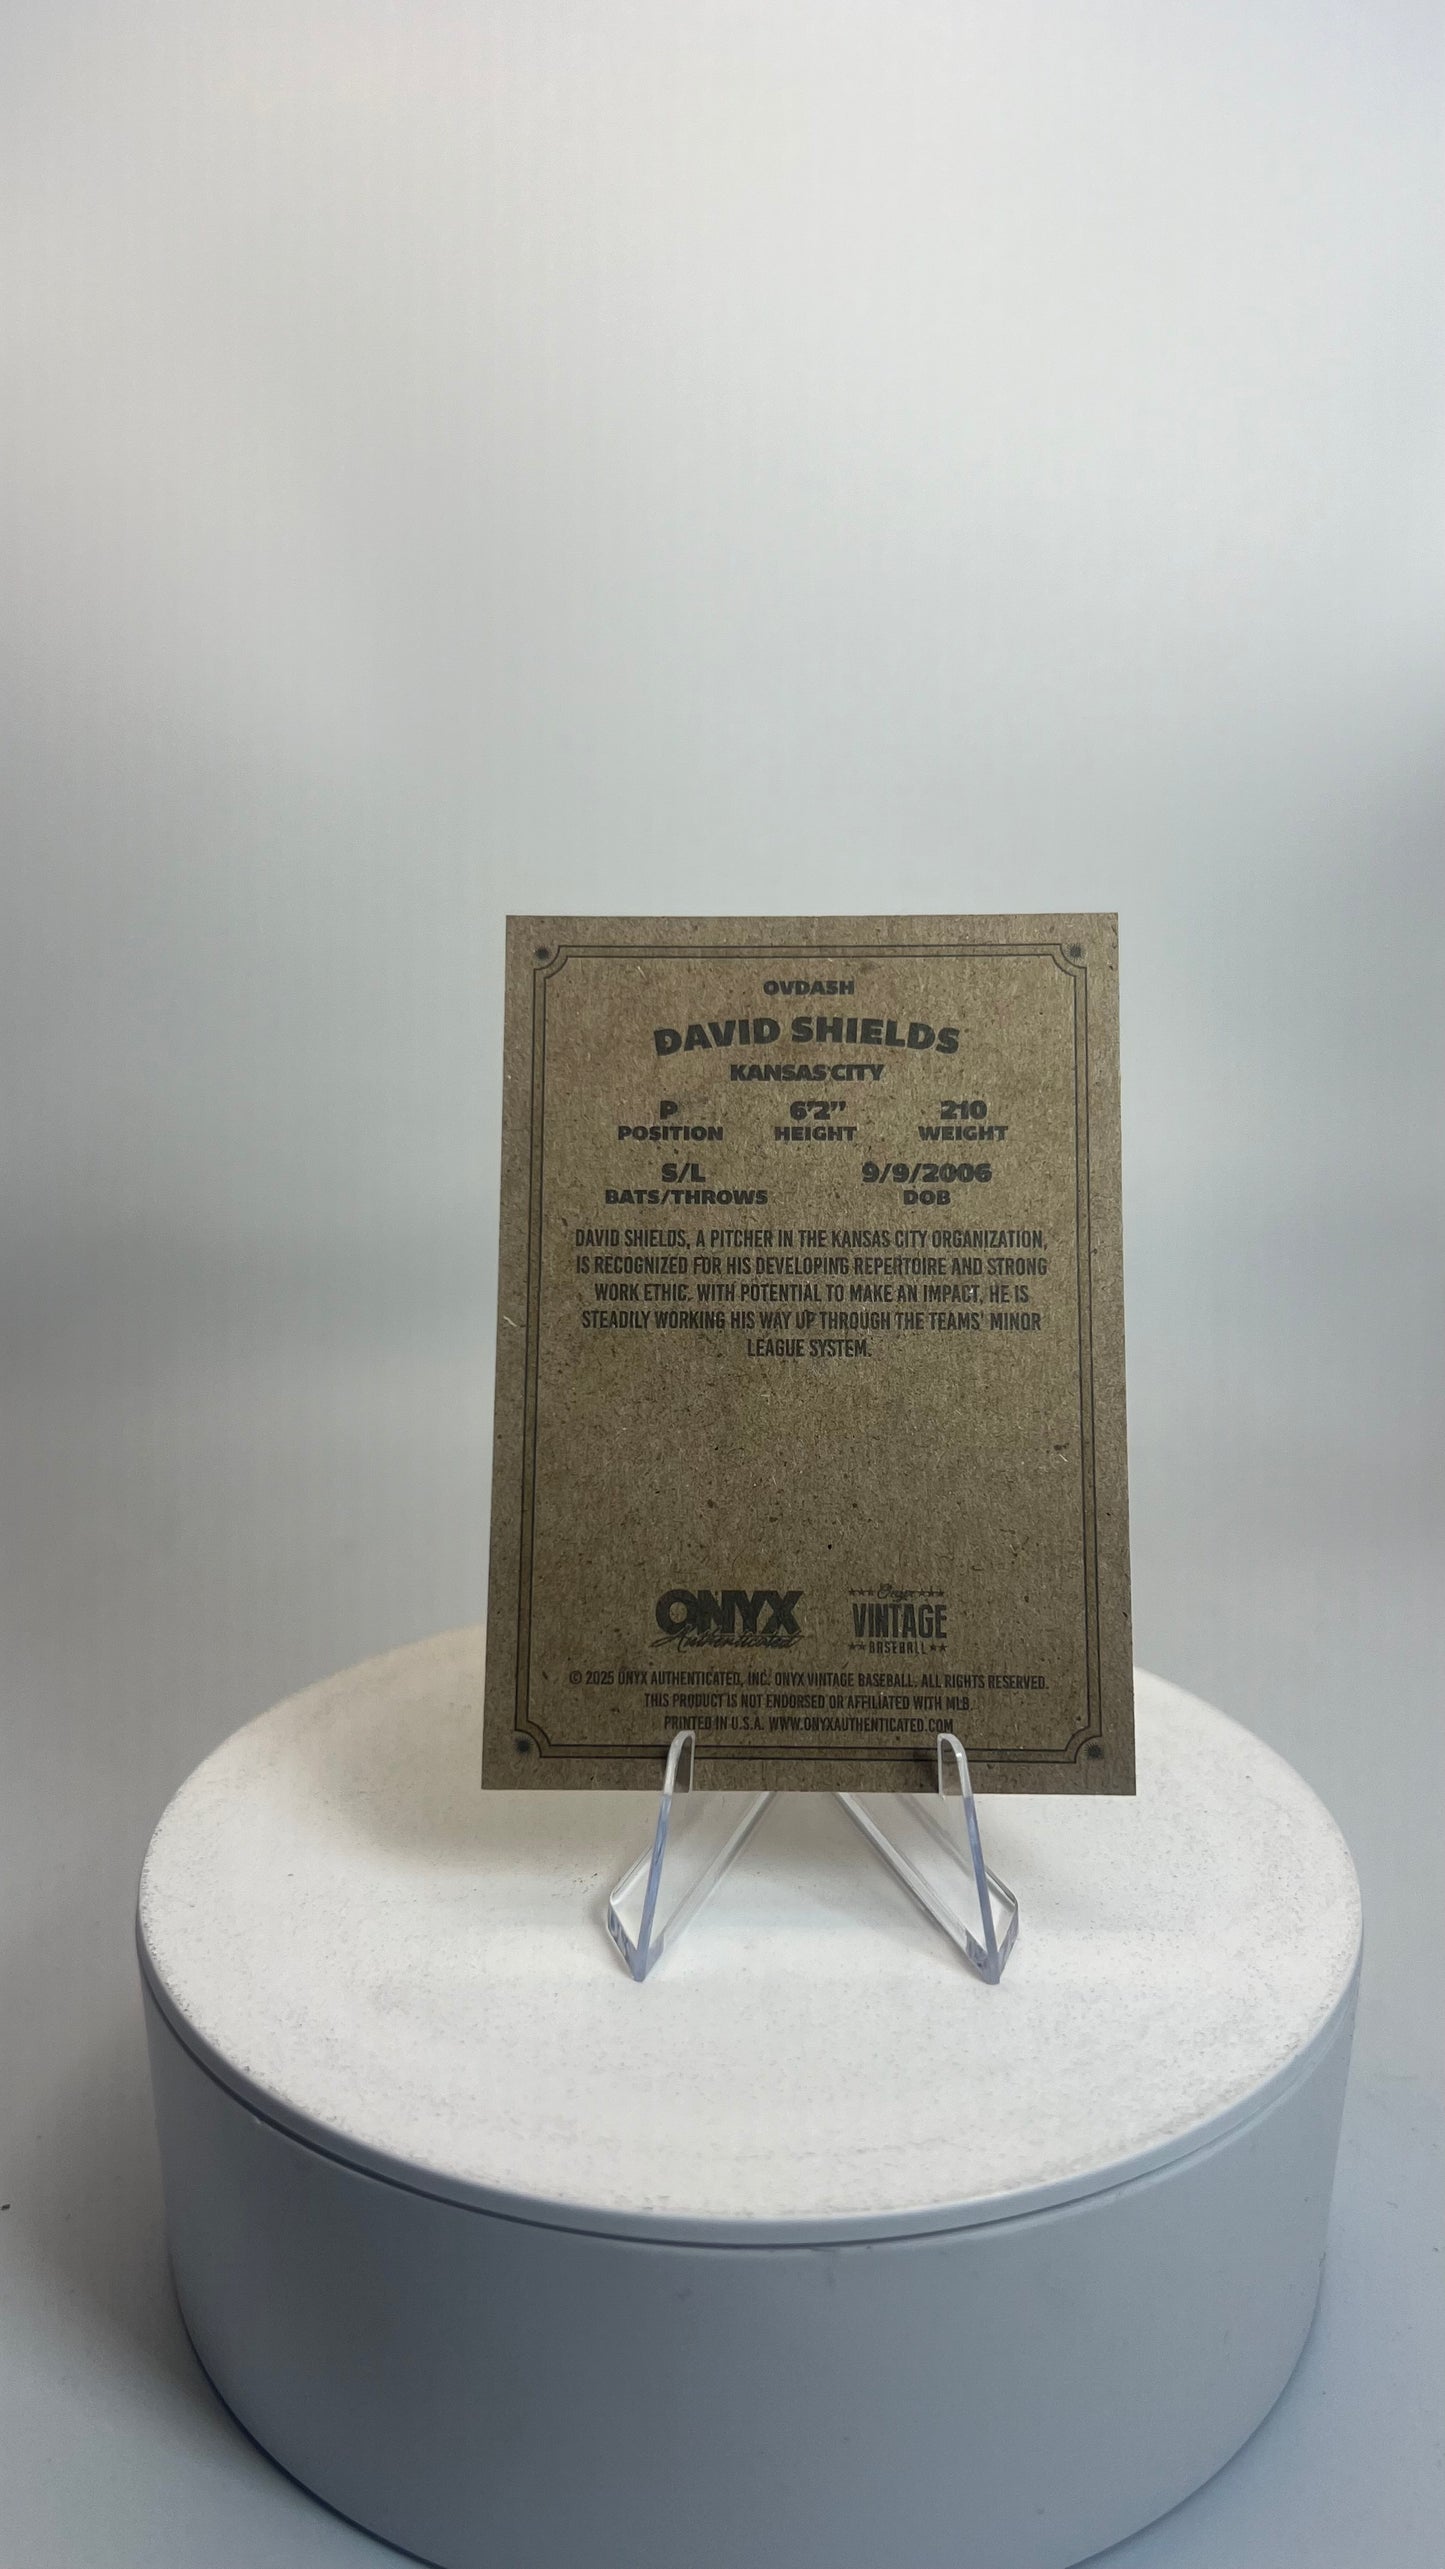 OVDASH
DAVID SHIELDS
KANSAS CITY
P 6'2" 210
POSITION HEIGHT WEIGHT
S/L 9/9/2006
BATS/THROWS DOB
DAVID SHIELDS, A PITCHER IN THE KANSAS CITY ORGANIZATION,
IS RECOGNIZED FOR HIS DEVELOPING REPERTOIRE AND STRONG
WORK ETHIC. WITH POTENTIAL TO MAKE AN IMPACT, HE IS
STEADILY WORKING HIS WAY UP THROUGH THE TEAMS' MINOR
LEAGUE SYSTEM.
ONYX Onyx
Authenticated VINTAGE
BASEBALL
© 2025 ONYX AUTHENTICATED, INC. ONYX VINTAGE BASEBALL. ALL RIGHTS RESERVED.
THIS PRODUCT IS NOT ENDORSED OR AFFILIATED WITH MLB.
PRINTED IN U.S.A. WWW.ONYXAUTHENTICATED.COM